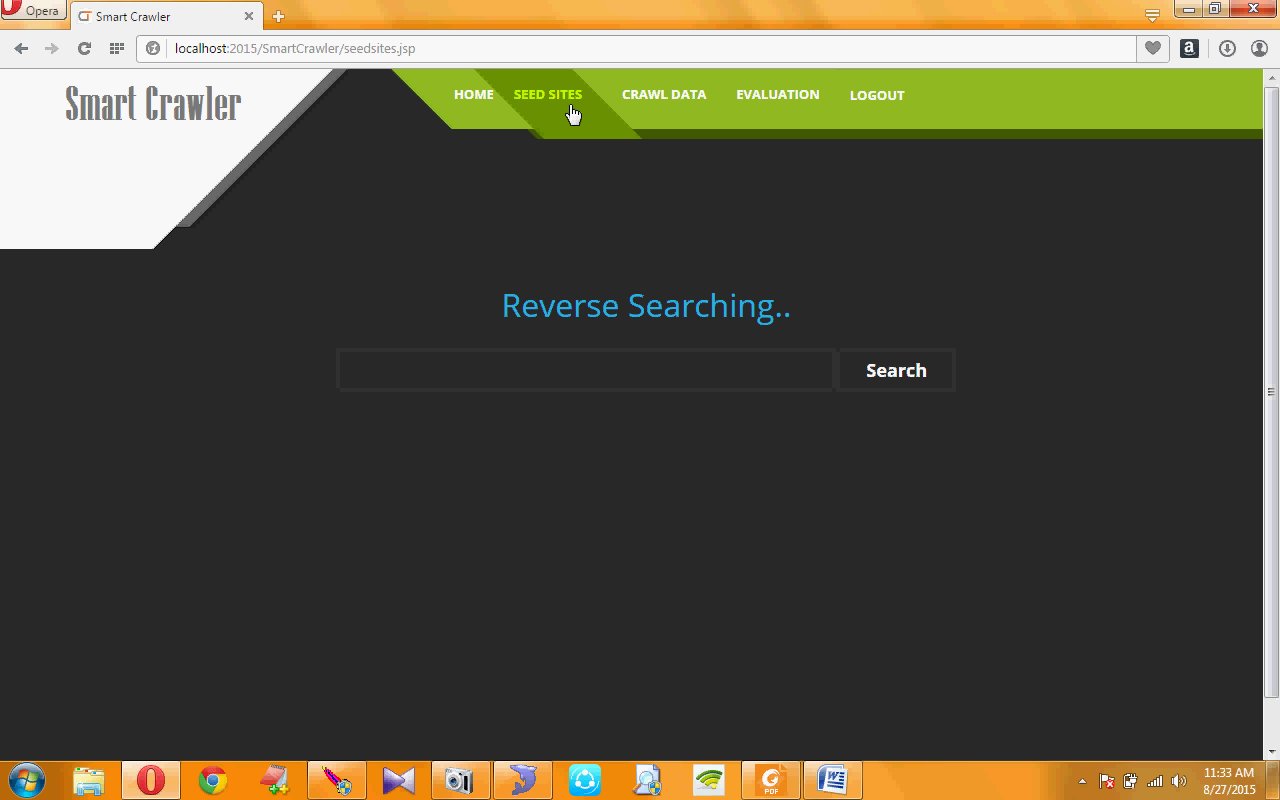 Opera
Smart Crawler
localhost:2015/SmartCrawler/seedsites.jsp
a
Smart Crawler
HOME SEED SITES CRAWL DATA EVALUATION LOGOUT
Reverse Searching..
Search
PDF
W
11:33 AM
8/27/2015